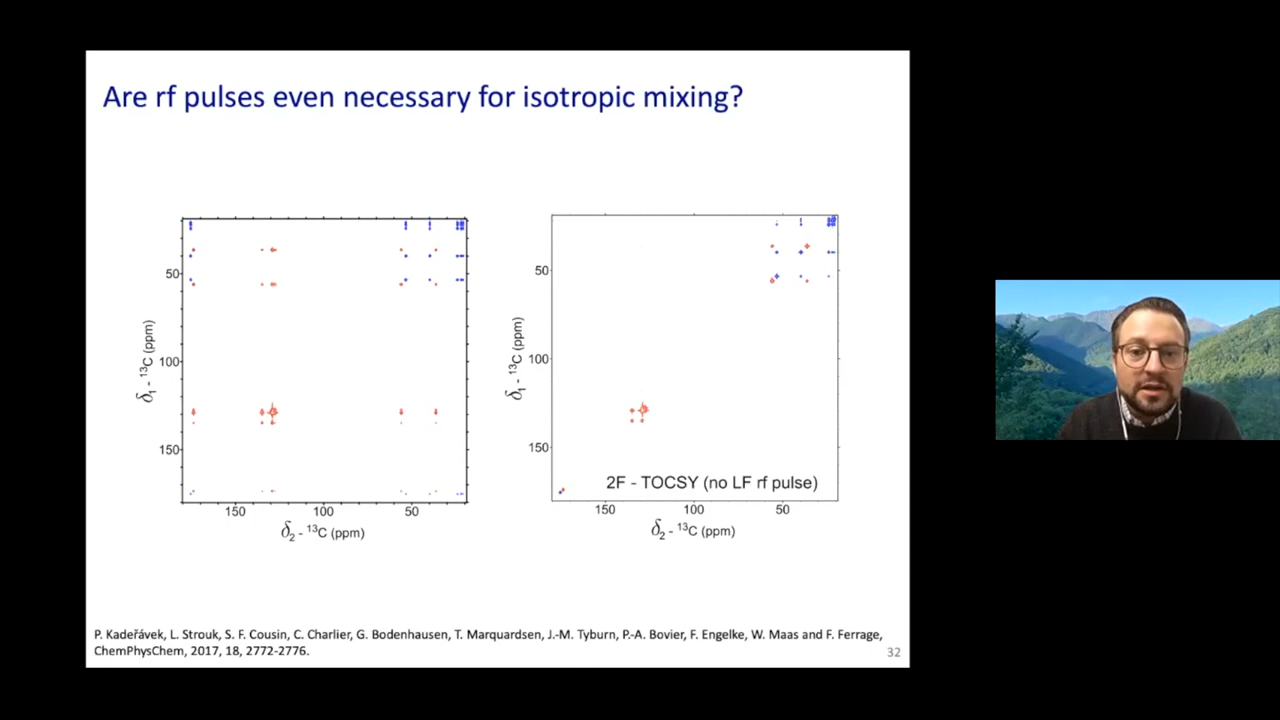 Are rf pulses even necessary for isotropic mixing?
50
100
150
δ1 - 13C (ppm)
150
100
50
δ2 - 13C (ppm)
50
100
150
δ1 - 13C (ppm)
2F - TOCSY (no LF rf pulse)
150
100
50
δ2 - 13C (ppm)
P. Kadeřávek, L. Strouk, S. F. Cousin, C. Charlier, G. Bodenhausen, T. Marquardsen, J.-M. Tyburn, P.-A. Bovier, F. Engelke, W. Maas and F. Ferrage,
ChemPhysChem, 2017, 18, 2772-2776.
32